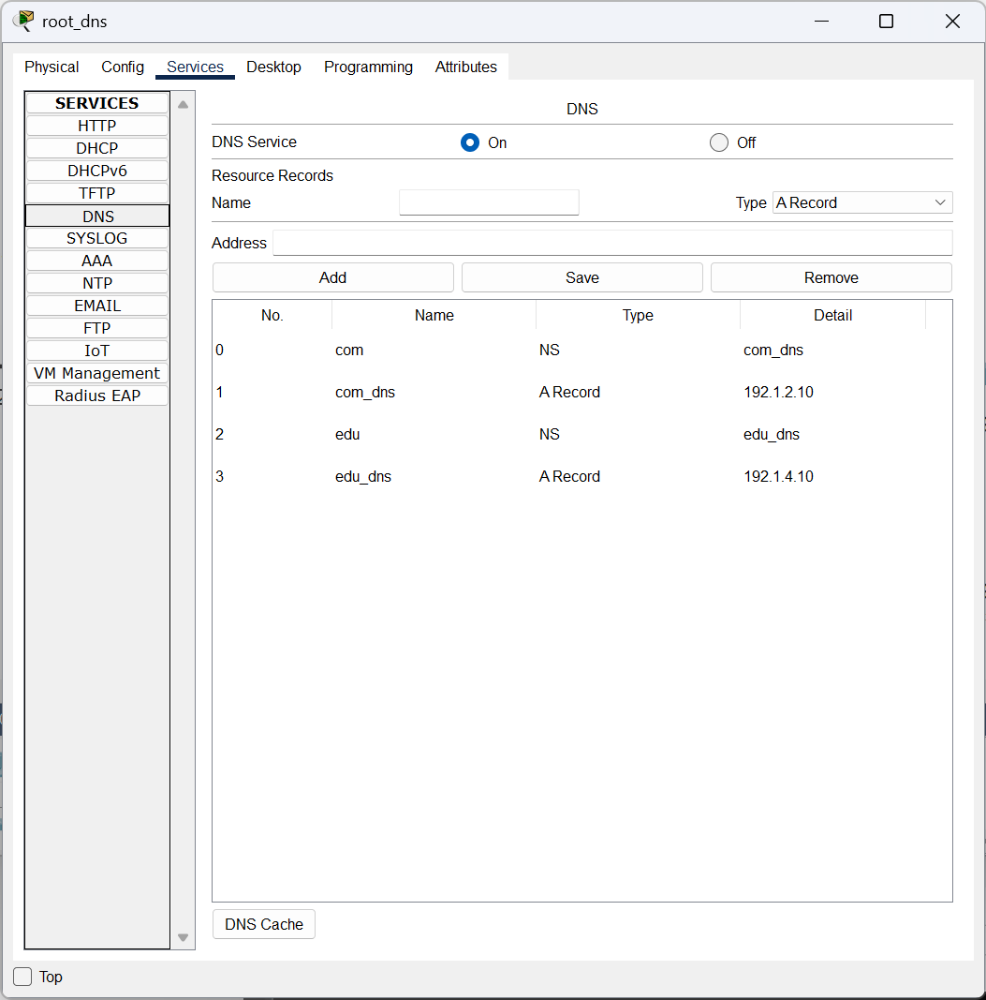 root_dns
Physical Config Services Desktop Programming Attributes
SERVICES
HTTP
DHCP
DHCPv6
TFTP
DNS
SYSLOG
AAA
NTP
EMAIL
FTP
IoT
VM Management
Radius EAP
DNS
DNS Service On Off
Resource Records
Name Type A Record
Address
Add Save Remove
No. Name Type Detail
0 com NS com_dns
1 com_dns A Record 192.1.2.10
2 edu NS edu_dns
3 edu_dns A Record 192.1.4.10
DNS Cache
Top